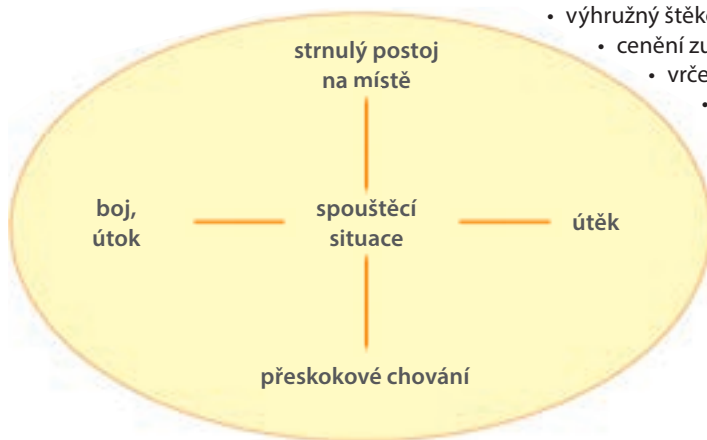 • výhružný
• cenění
•
•
strnulý postoj
na místě
boj,
útok
spouštěcí
situace
útěk
přeskokové chování